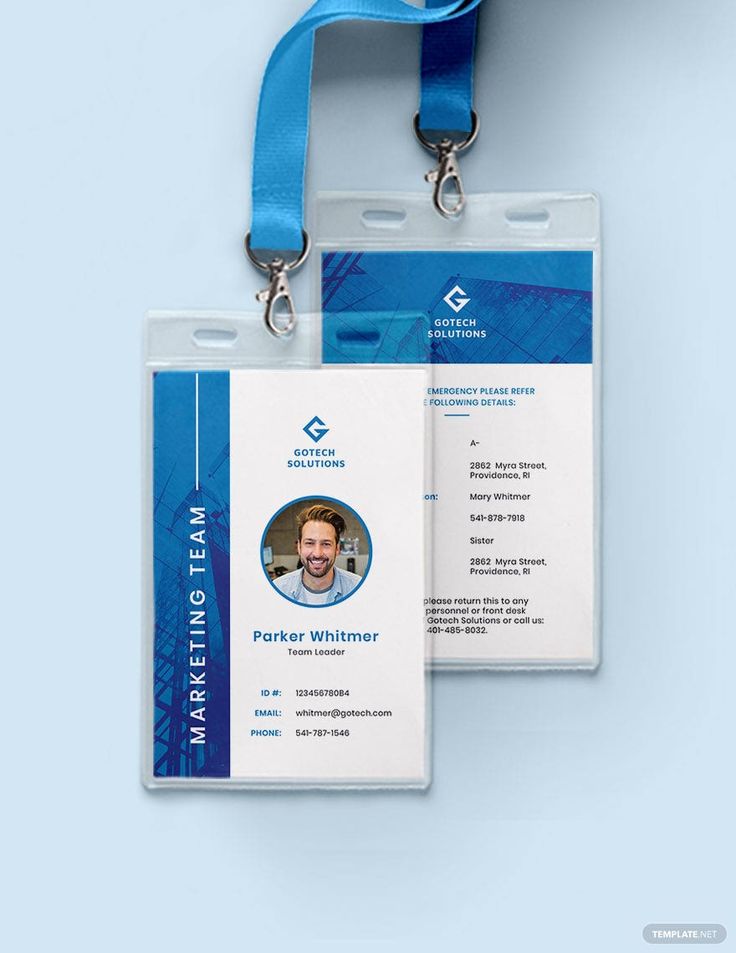 GOTECH
SOLUTIONS
MARKETING TEAM
Parker Whitmer
Team Leader
ID #: 123456780B4
EMAIL: whitmer@gotech.com
PHONE: 541-787-1546
GOTECH
SOLUTIONS
EMERGENCY PLEASE REFER
FOLLOWING DETAILS:
A-
2862 Myra Street,
Providence, RI
Mary Whitmer
541-878-7918
Sister
2862 Myra Street,
Providence, RI
please return this to any
personnel or front desk
Gotech Solutions or call us:
401-485-8032.
TEMPLATE.NET